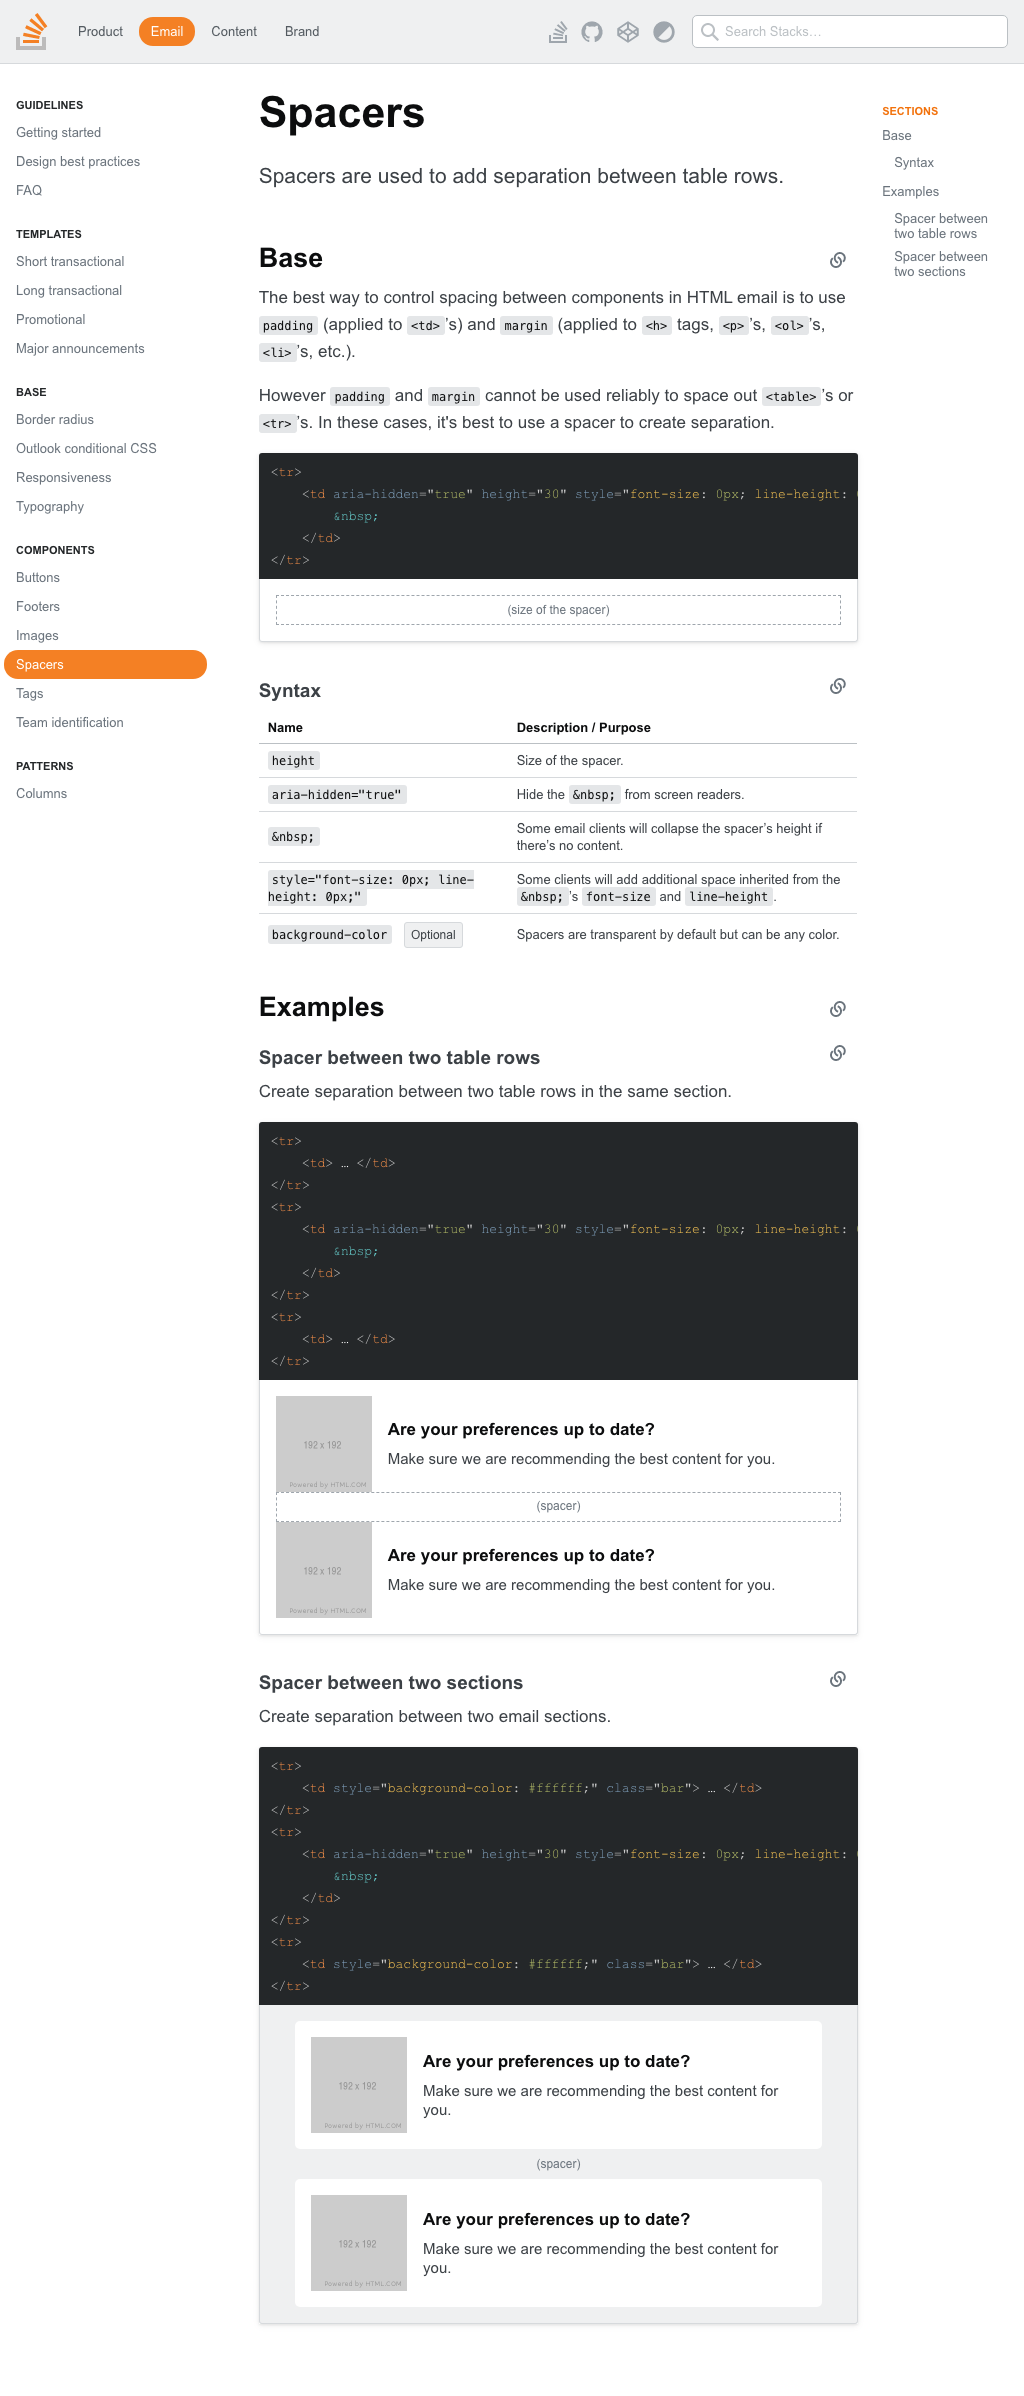 Product
Email
Content
Brand
Search Stacks…
GUIDELINES
Getting started
Design best practices
FAQ
TEMPLATES
Short transactional
Long transactional
Promotional
Major announcements
BASE
Border radius
Outlook conditional CSS
Responsiveness
Typography
COMPONENTS
Buttons
Footers
Images
Spacers
Tags
Team identification
PATTERNS
Columns
Spacers
Spacers are used to add separation between table rows.
Base
The best way to control spacing between components in HTML email is to use
padding (applied to <td>'s) and margin (applied to <h> tags, <p>'s, <ol>'s,
<li>'s, etc.).
However padding and margin cannot be used reliably to space out <table>'s or
<tr>'s. In these cases, it's best to use a spacer to create separation.
<tr>
<td aria-hidden="true" height="30" style="font-size: 0px; line-height:
&nbsp;
</td>
</tr>
(size of the spacer)
Syntax
Name Description / Purpose
height Size of the spacer.
aria-hidden="true" Hide the &nbsp; from screen readers.
&nbsp; Some email clients will collapse the spacer's height if
there's no content.
style="font-size: 0px; line- Some clients will add additional space inherited from the
height: 0px;" &nbsp;'s font-size and line-height.
background-color Optional Spacers are transparent by default but can be any color.
Examples
Spacer between two table rows
Create separation between two table rows in the same section.
<tr>
<td> … </td>
</tr>
<tr>
<td aria-hidden="true" height="30" style="font-size: 0px; line-height:
&nbsp;
</td>
</tr>
<tr>
<td> … </td>
</tr>
192 x 192
Powered by HTML.COM
Are your preferences up to date?
Make sure we are recommending the best content for you.
(spacer)
192 x 192
Powered by HTML.COM
Are your preferences up to date?
Make sure we are recommending the best content for you.
Spacer between two sections
Create separation between two email sections.
<tr>
<td style="background-color: #ffffff;" class="bar"> … </td>
</tr>
<tr>
<td aria-hidden="true" height="30" style="font-size: 0px; line-height:
&nbsp;
</td>
</tr>
<tr>
<td style="background-color: #ffffff;" class="bar"> … </td>
</tr>
192 x 192
Powered by HTML.COM
Are your preferences up to date?
Make sure we are recommending the best content for
you.
(spacer)
192 x 192
Powered by HTML.COM
Are your preferences up to date?
Make sure we are recommending the best content for
you.
SECTIONS
Base
Syntax
Examples
Spacer between
two table rows
Spacer between
two sections